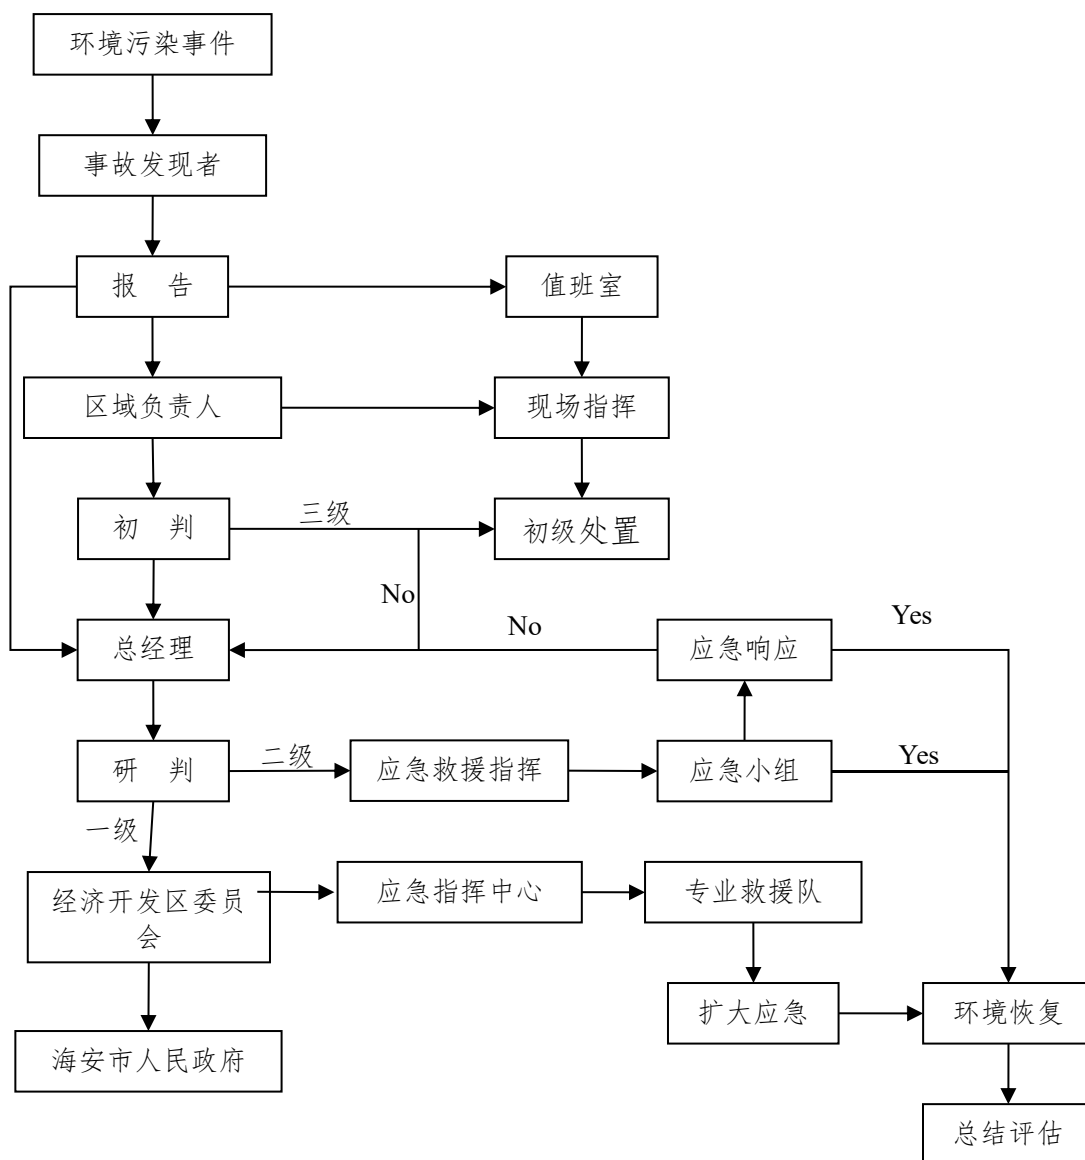 环境污染事件
事故发现者
报 告
值班室
区域负责人
现场指挥
初 判
三级
初级处置
No
总经理
No
应急响应
Yes
研 判
二级
应急救援指挥
应急小组
Yes
一级
经济开发区委员
会
应急指挥中心
专业救援队
扩大应急
环境恢复
海安市人民政府
总结评估